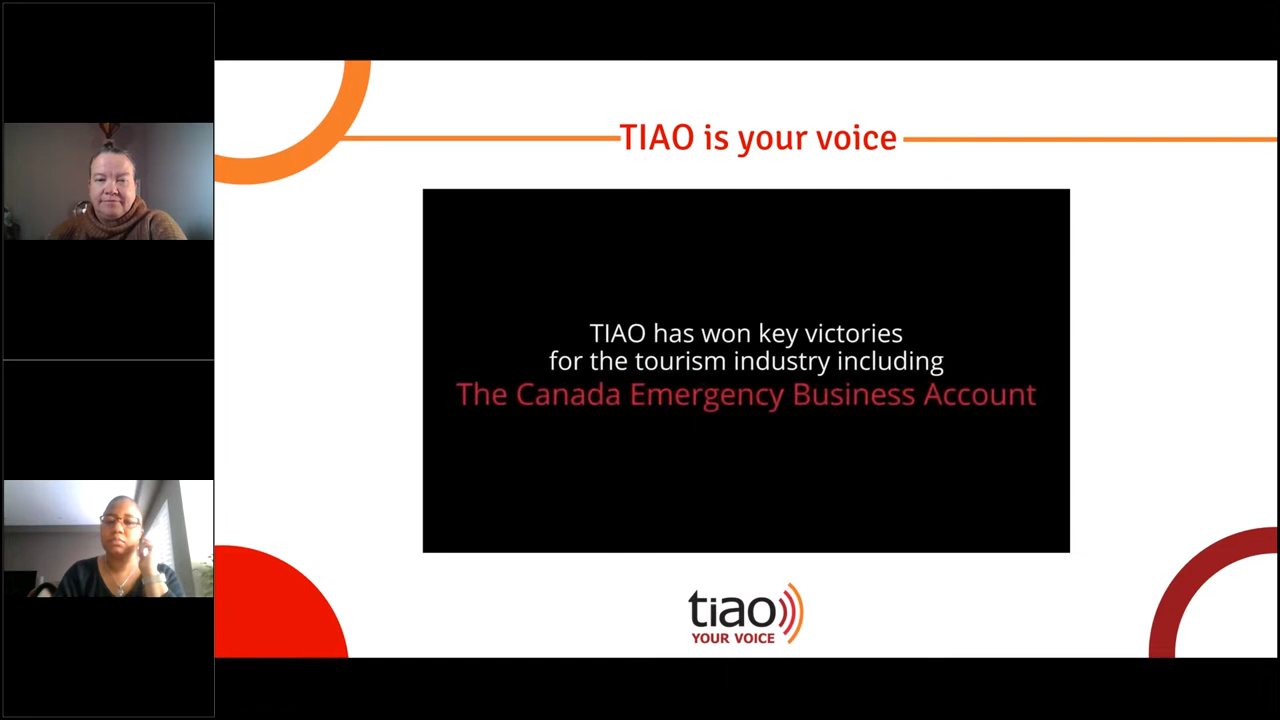 TIAO is your voice
TIAO has won key victories
for the tourism industry including
The Canada Emergency Business Account
tiao
YOUR VOICE